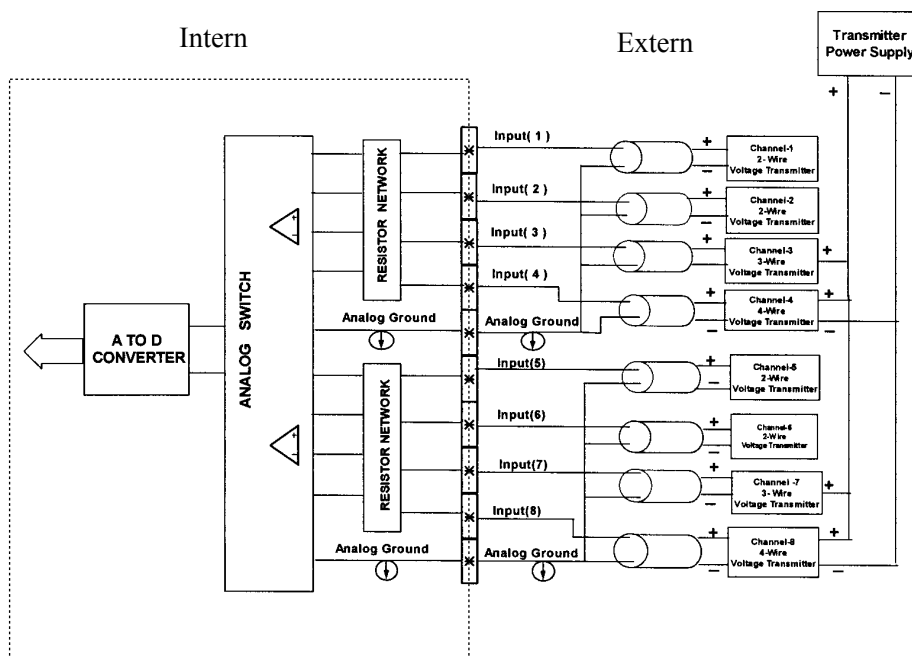 Intern
Extern
Transmitter
Power Supply
+
−
Input( 1 )
Input( 2 )
Input( 3 )
Input( 4 )
Analog Ground
Analog Ground
Input(5)
Input(6)
Input(7)
Input(8)
Analog Ground
Analog Ground
A TO D
CONVERTER
ANALOG SWITCH
RESISTOR NETWORK
RESISTOR NETWORK
+
−
Channel-1
2- Wire
Voltage Transmitter
+
−
Channel-2
2-Wire
Voltage Transmitter
+
−
Channel-3
3-Wire
Voltage Transmitter
+
+
−
Channel-4
4-Wire
Voltage Transmitter
+
−
+
−
Channel-5
2-Wire
Voltage Transmitter
+
−
Channel-6
2-Wire
Voltage Transmitter
+
−
Channel -7
3- Wire
Voltage Transmitter
+
+
−
Channel-8
4-Wire
Voltage Transmitter
+
−